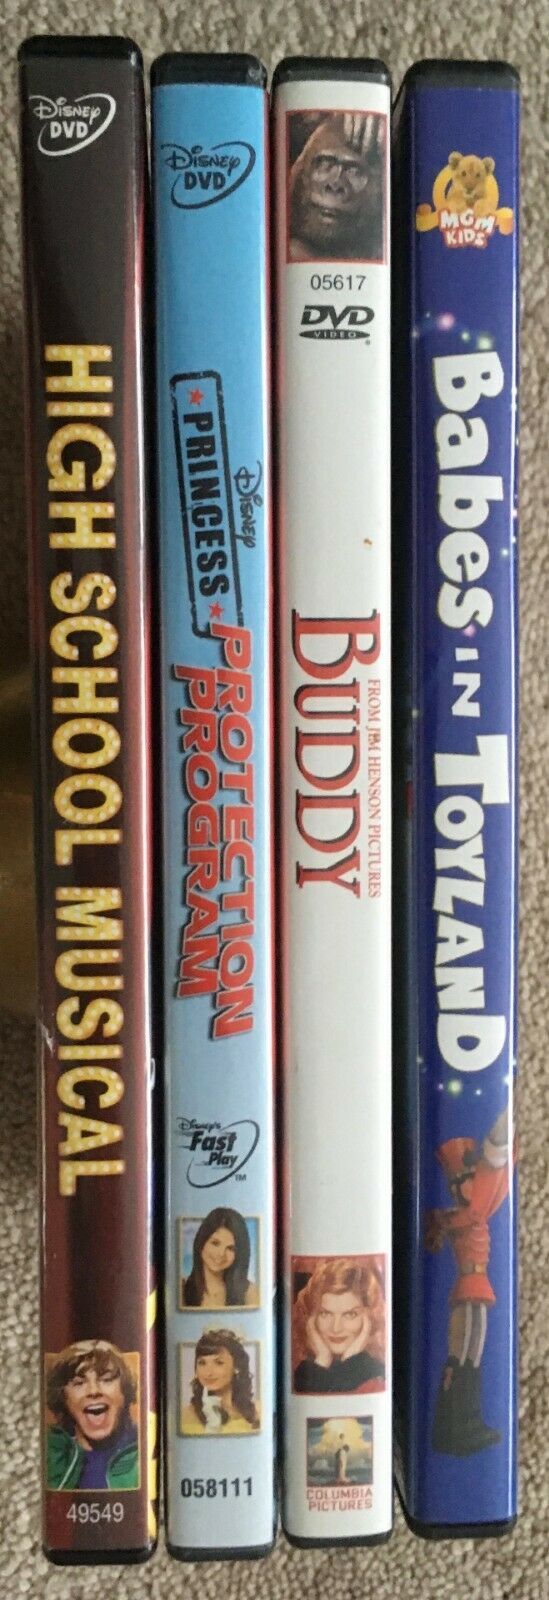 Disney
DVD
HIGH SCHOOL MUSICAL
49549
Disney
DVD
Disney
PRINCESS
PROTECTION
PROGRAM
Disney's
Fast
Play
TM
058111
05617
DVD
VIDEO
FROM JIM HENSON PICTURES
BUDDY
COLUMBIA
PICTURES
MGM
KIDS
Babes IN TOYLAND